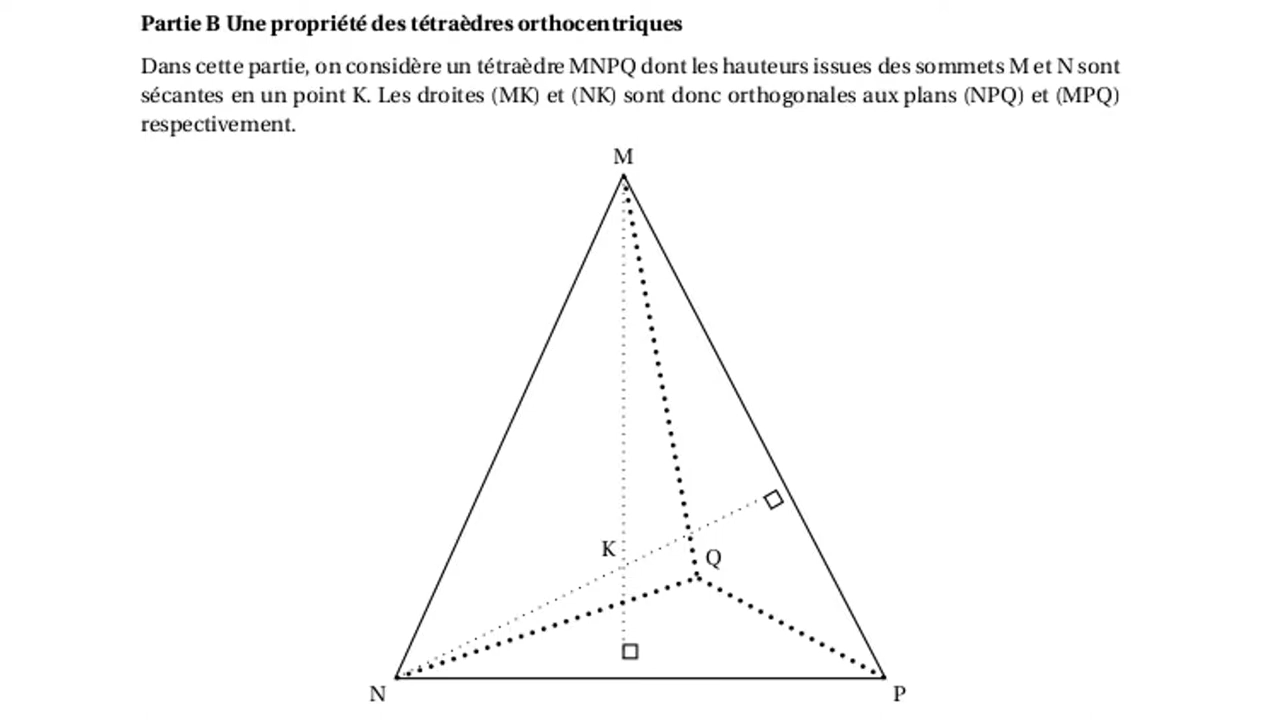 Partie B Une propriété des tétraèdres orthocentriques
Dans cette partie, on considère un tétraèdre MNPQ dont les hauteurs issues des sommets M et N sont
sécantes en un point K. Les droites (MK) et (NK) sont donc orthogonales aux plans (NPQ) et (MPQ)
respectivement.
M
K
Q
N
P